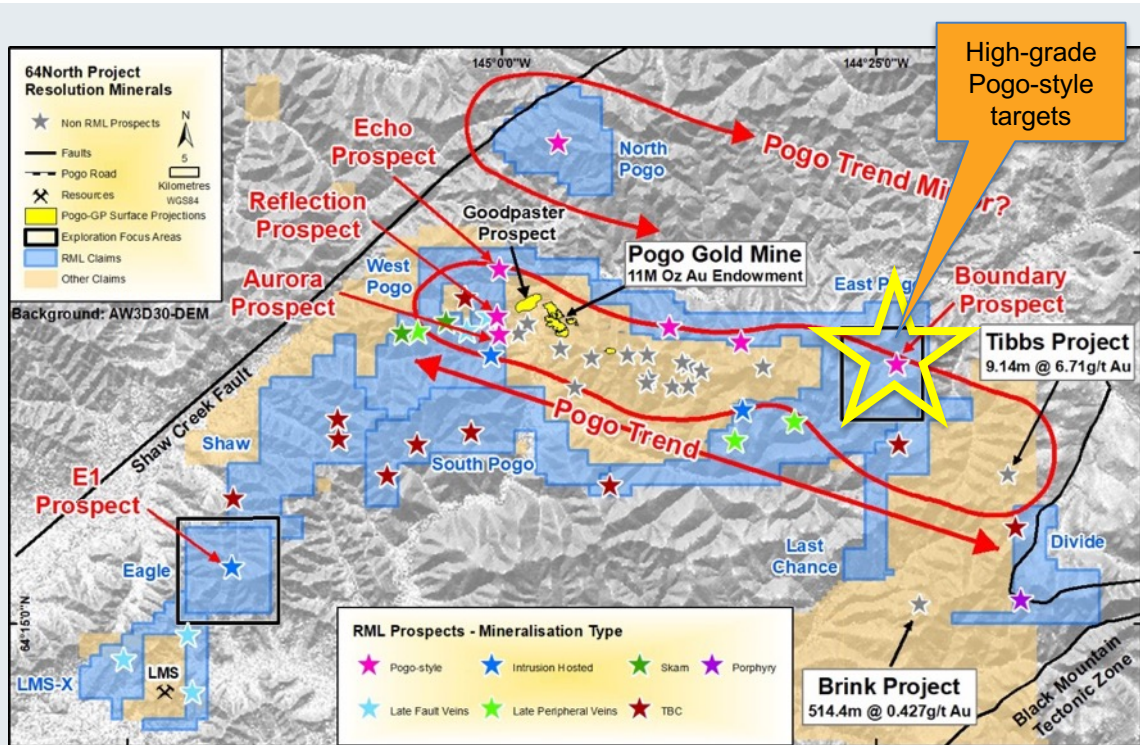 High-grade
Pogo-style
targets
145°0'0"W
144°25'0"W
64North Project
Resolution Minerals
Non RML Prospects
N
5
Kilometres
WGS84
Faults
Pogo Road
Resources
Pogo-GP Surface Projections
Exploration Focus Areas
RML Claims
Other Claims
Background: AW3D30-DEM
Echo
Prospect
North
Pogo
Pogo Trend
Reflection
Prospect
Goodpaster
Prospect
Pogo Gold Mine
11M Oz Au Endowment
West
Pogo
Aurora
Prospect
East
Boundary
Prospect
Tibbs Project
9.14m @ 6.71g/t Au
Shaw Creek Fault
Pogo Trend
Shaw
South Pogo
E1
Prospect
Eagle
Last
Chance
Divide
64°15'0"N
LMS-X
LMS
RML Prospects - Mineralisation Type
Pogo-style
Intrusion Hosted
Skarn
Porphyry
Late Fault Veins
Late Peripheral Veins
TBC
Brink Project
514.4m @ 0.427g/t Au
Black Mountain
Tectonic Zone